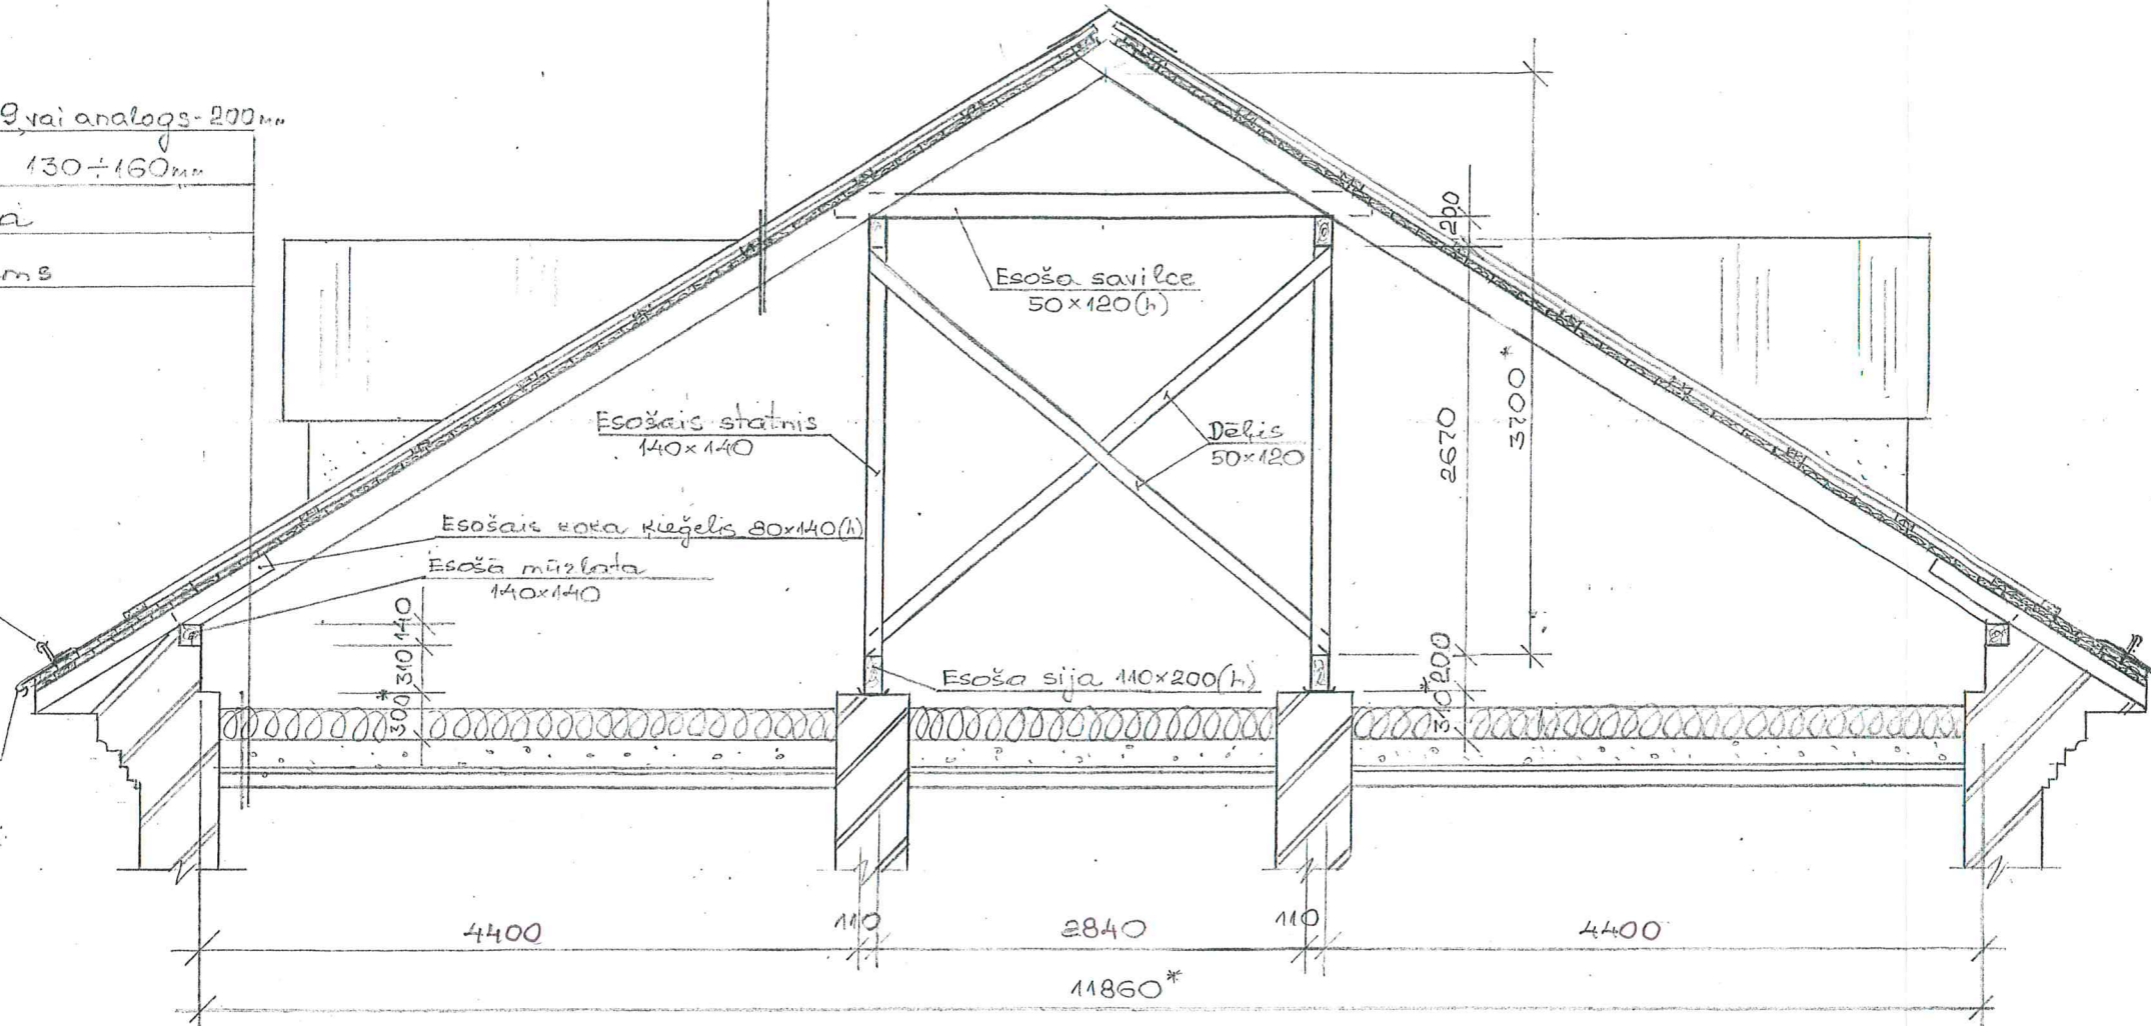 9 vai analogs-200mm
130÷160mm
a
ms
Esoša savilce
50×120(h)
Esošais statnis
140×140
Dēļis
50×120
Esošais koka ķieģelis 80×140(h)
Esošā mūrlata
140×140
Esoša sija 110×200(h)
200
2670
3700*
200
310*
140
310
300*
4400
110
2840
110
4400
11860*